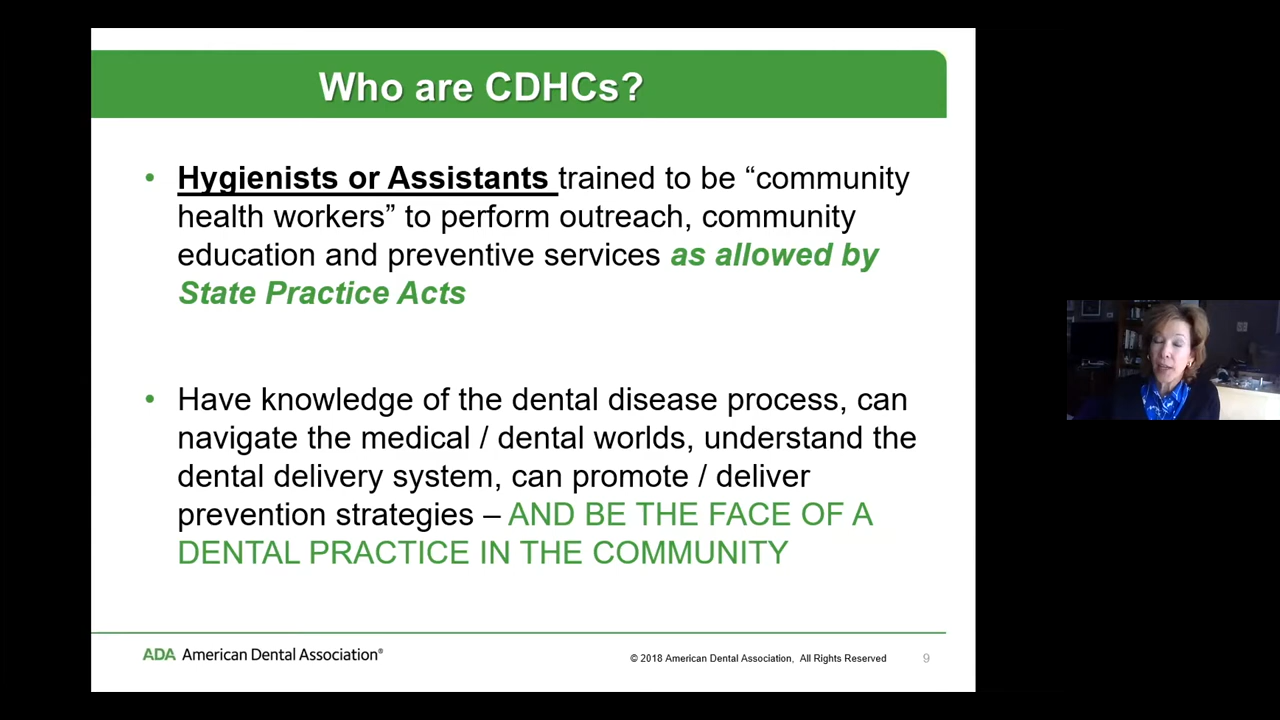 Who are CDHCs?
• Hygienists or Assistants trained to be “community
health workers” to perform outreach, community
education and preventive services as allowed by
State Practice Acts
• Have knowledge of the dental disease process, can
navigate the medical / dental worlds, understand the
dental delivery system, can promote / deliver
prevention strategies – AND BE THE FACE OF A
DENTAL PRACTICE IN THE COMMUNITY
ADA American Dental Association®
© 2018 American Dental Association, All Rights Reserved
9